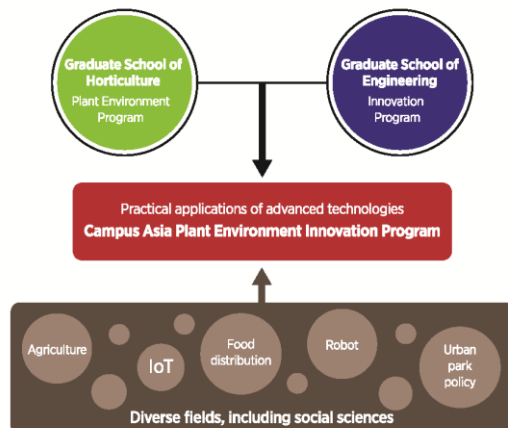 Graduate School of
Horticulture
Plant Environment
Program
Graduate School of
Engineering
Innovation
Program
Practical applications of advanced technologies
Campus Asia Plant Environment Innovation Program
Agriculture
IoT
Food
distribution
Robot
Urban
park
policy
Diverse fields, including social sciences